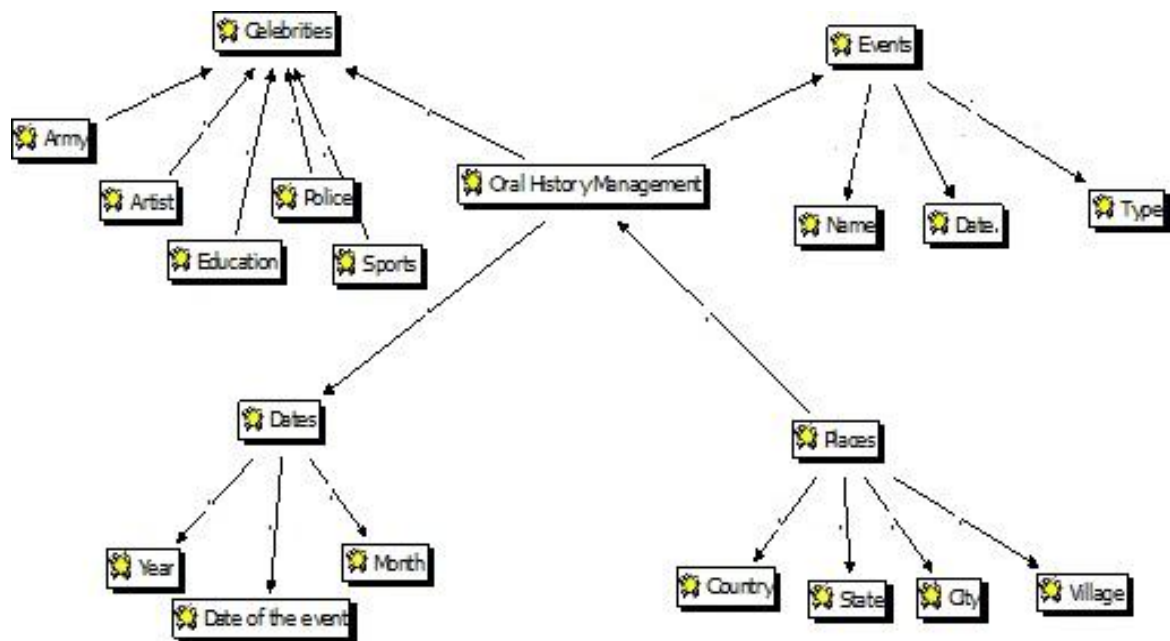 Celebrities
Events
Army
Artist
Police
Oral History Management
Name
Date.
Type
Education
Sports
Dates
Places
Year
Month
Date of the event
Country
State
City
Village